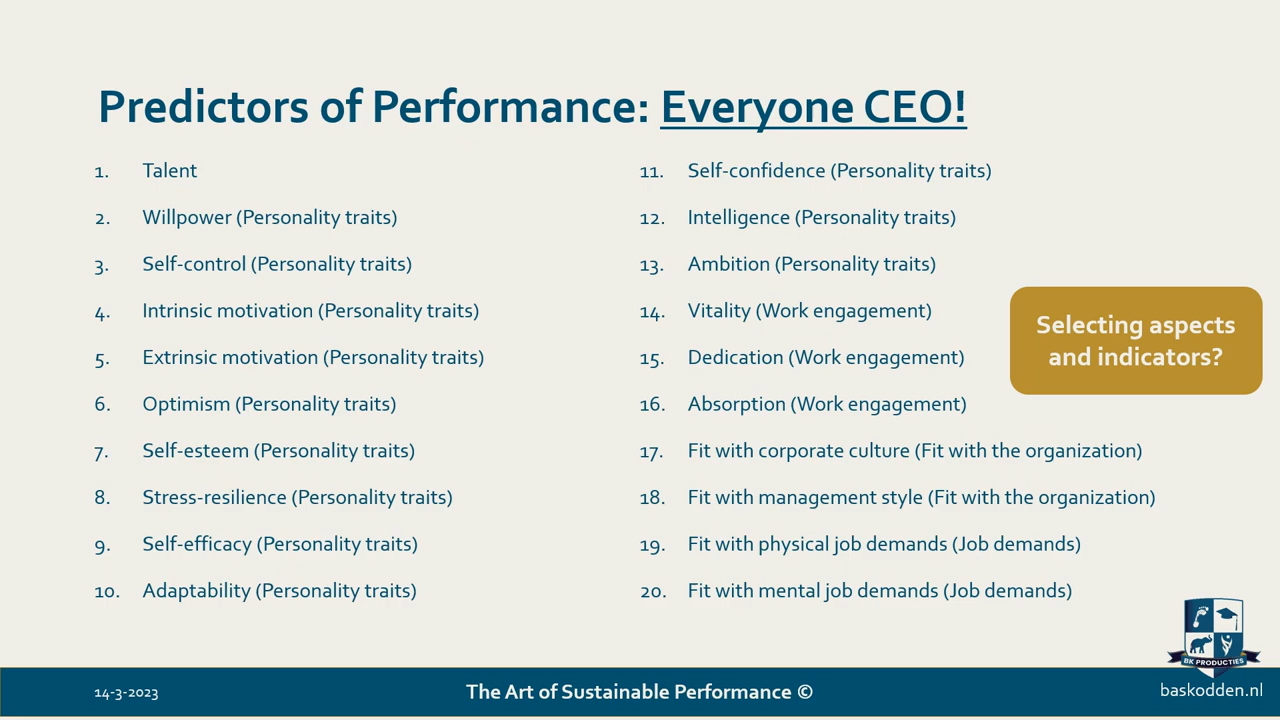 Predictors of Performance: Everyone CEO!
1. Talent
2. Willpower (Personality traits)
3. Self-control (Personality traits)
4. Intrinsic motivation (Personality traits)
5. Extrinsic motivation (Personality traits)
6. Optimism (Personality traits)
7. Self-esteem (Personality traits)
8. Stress-resilience (Personality traits)
9. Self-efficacy (Personality traits)
10. Adaptability (Personality traits)
11. Self-confidence (Personality traits)
12. Intelligence (Personality traits)
13. Ambition (Personality traits)
14. Vitality (Work engagement)
15. Dedication (Work engagement)
16. Absorption (Work engagement)
17. Fit with corporate culture (Fit with the organization)
18. Fit with management style (Fit with the organization)
19. Fit with physical job demands (Job demands)
20. Fit with mental job demands (Job demands)
Selecting aspects
and indicators?
BK PRODUCTIES
14-3-2023
The Art of Sustainable Performance ©
baskodden.nl